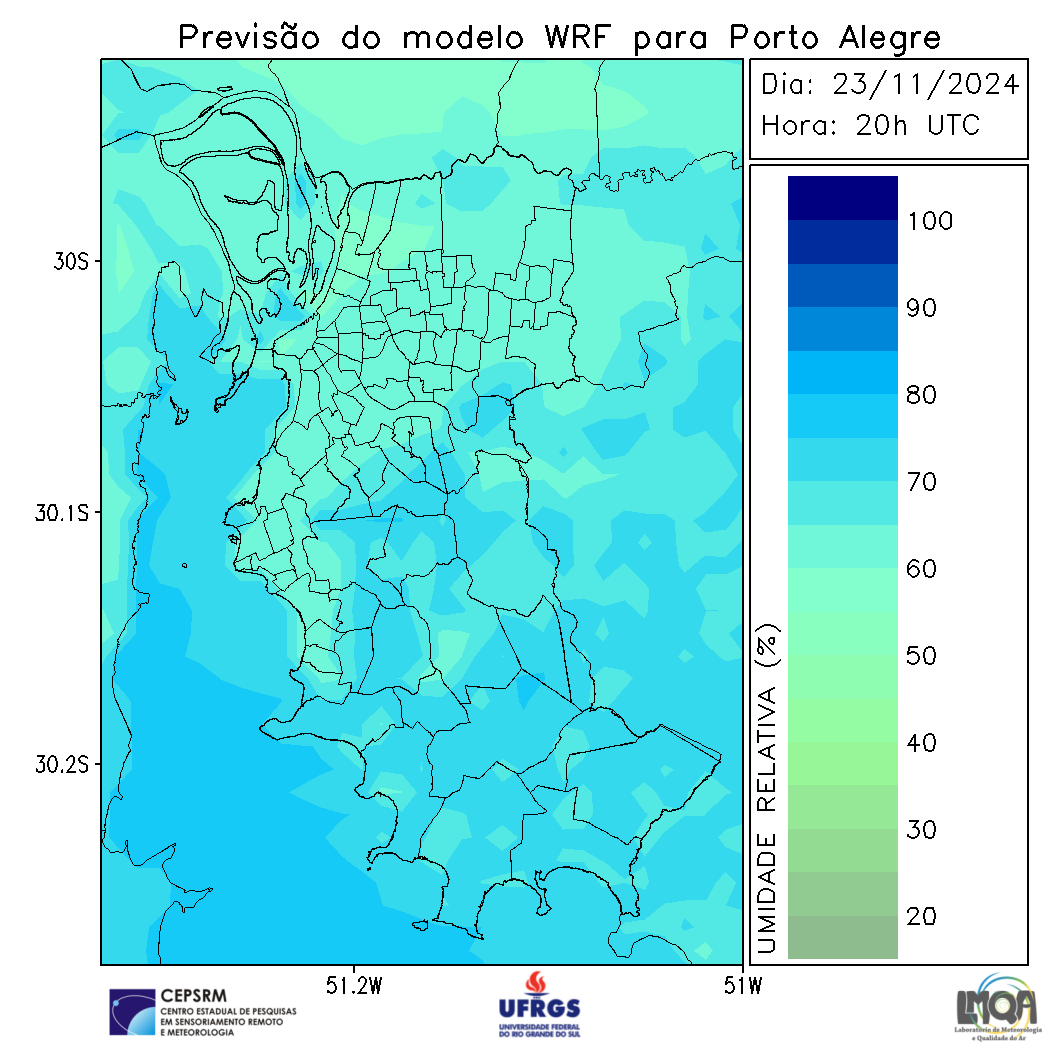 Previsão do modelo WRF para Porto Alegre
Dia: 23/11/2024
Hora: 20h UTC
30S
30.1S
30.2S
51.2W
51W
UMIDADE RELATIVA (%)
100
90
80
70
60
50
40
30
20
CEPSRM
CENTRO ESTADUAL DE PESQUISAS
EM SENSORIAMENTO REMOTO
E METEOROLOGIA
UFRGS
UNIVERSIDADE FEDERAL
DO RIO GRANDE DO SUL
LMQA
Laboratório de Meteorologia
e Qualidade do Ar